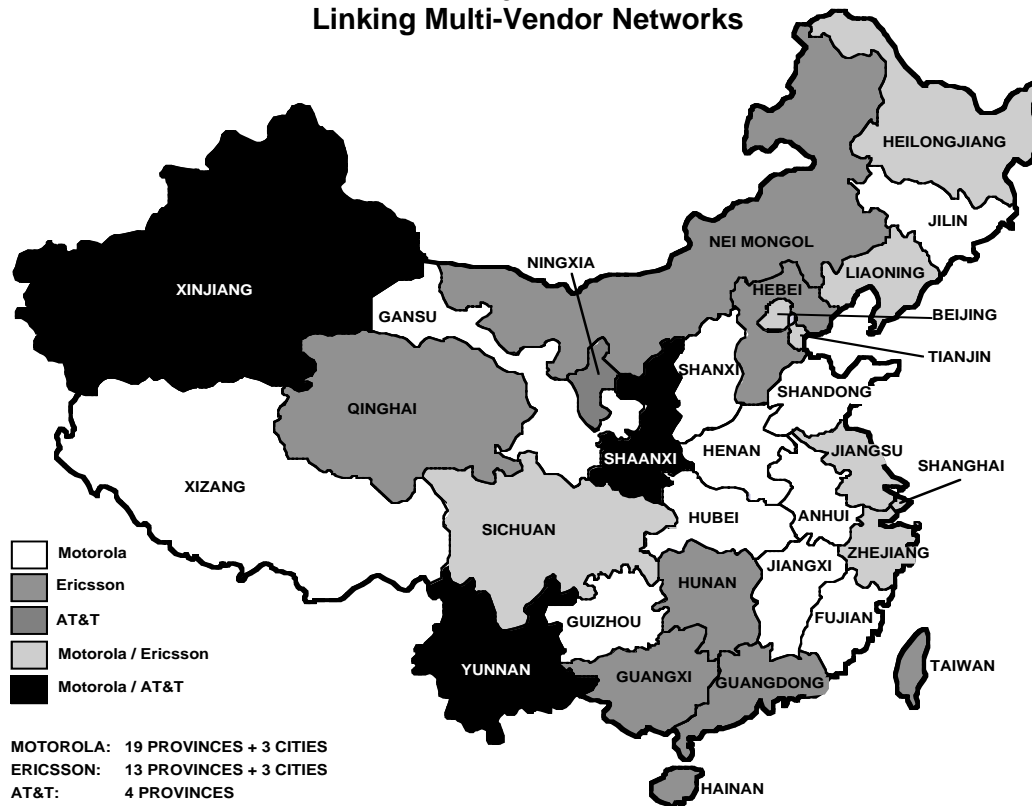 Linking Multi-Vendor Networks
HEILONGJIANG
JILIN
NEI MONGOL
NINGXIA
LIAONING
XINJIANG
HEBEI
GANSU
BEIJING
TIANJIN
SHANXI
SHANDONG
QINGHAI
JIANGSU
HENAN
SHAANXI
SHANGHAI
XIZANG
HUBEI
ANHUI
SICHUAN
ZHEJIANG
JIANGXI
HUNAN
GUIZHOU
FUJIAN
YUNNAN
TAIWAN
GUANGXI
GUANGDONG
HAINAN
Motorola
Ericsson
AT&T
Motorola / Ericsson
Motorola / AT&T
MOTOROLA: 19 PROVINCES + 3 CITIES
ERICSSON: 13 PROVINCES + 3 CITIES
AT&T: 4 PROVINCES